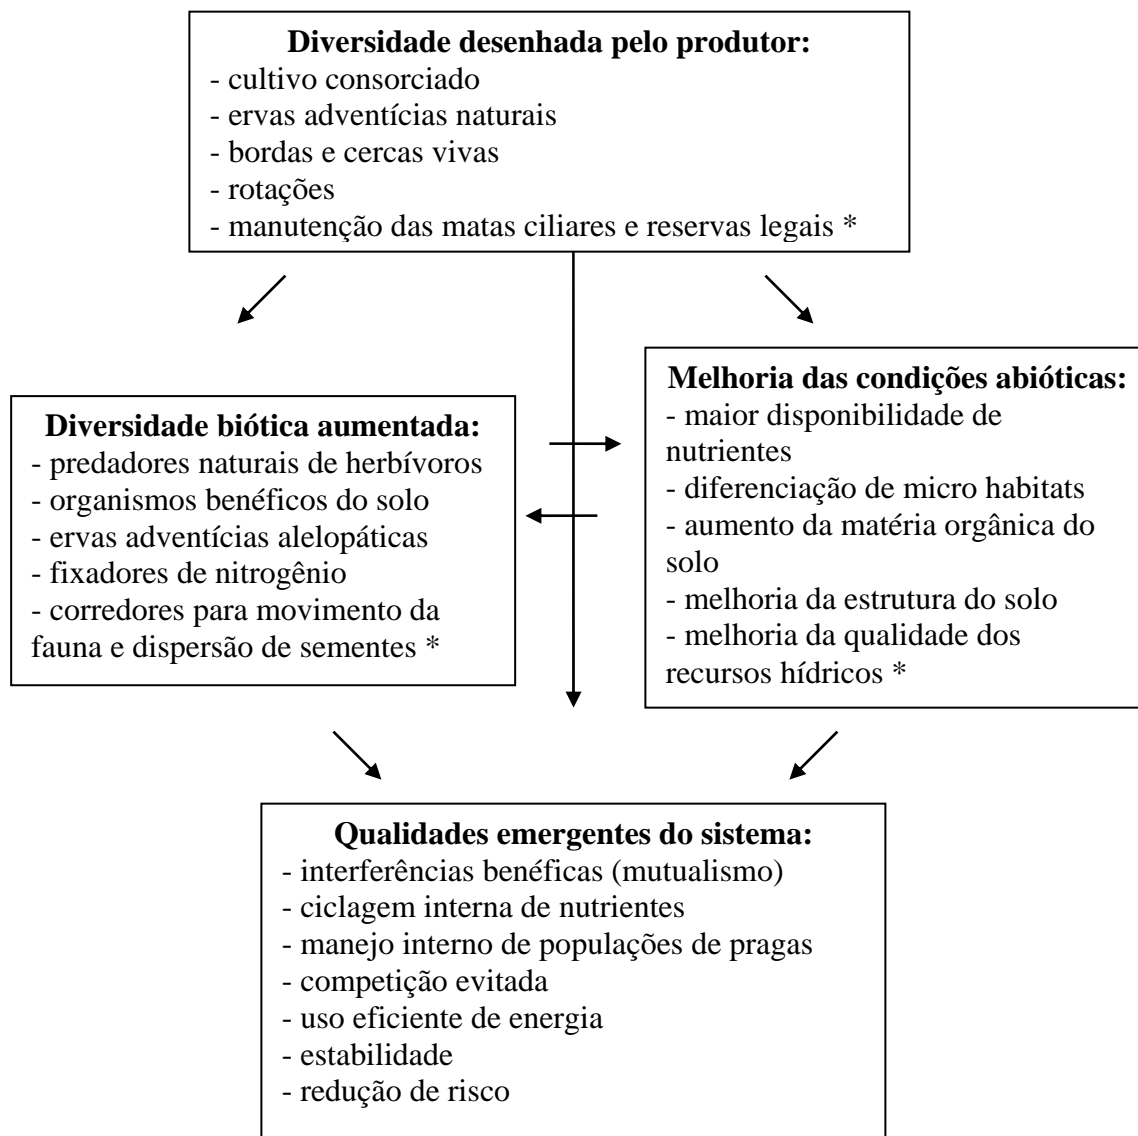 Diversidade desenhada pelo produtor:
- cultivo consorciado
- ervas adventícias naturais
- bordas e cercas vivas
- rotações
- manutenção das matas ciliares e reservas legais *
Diversidade biótica aumentada:
- predadores naturais de herbívoros
- organismos benéficos do solo
- ervas adventícias alelopáticas
- fixadores de nitrogênio
- corredores para movimento da
fauna e dispersão de sementes *
Melhoria das condições abióticas:
- maior disponibilidade de
nutrientes
- diferenciação de micro habitats
- aumento da matéria orgânica do
solo
- melhoria da estrutura do solo
- melhoria da qualidade dos
recursos hídricos *
Qualidades emergentes do sistema:
- interferências benéficas (mutualismo)
- ciclagem interna de nutrientes
- manejo interno de populações de pragas
- competição evitada
- uso eficiente de energia
- estabilidade
- redução de risco